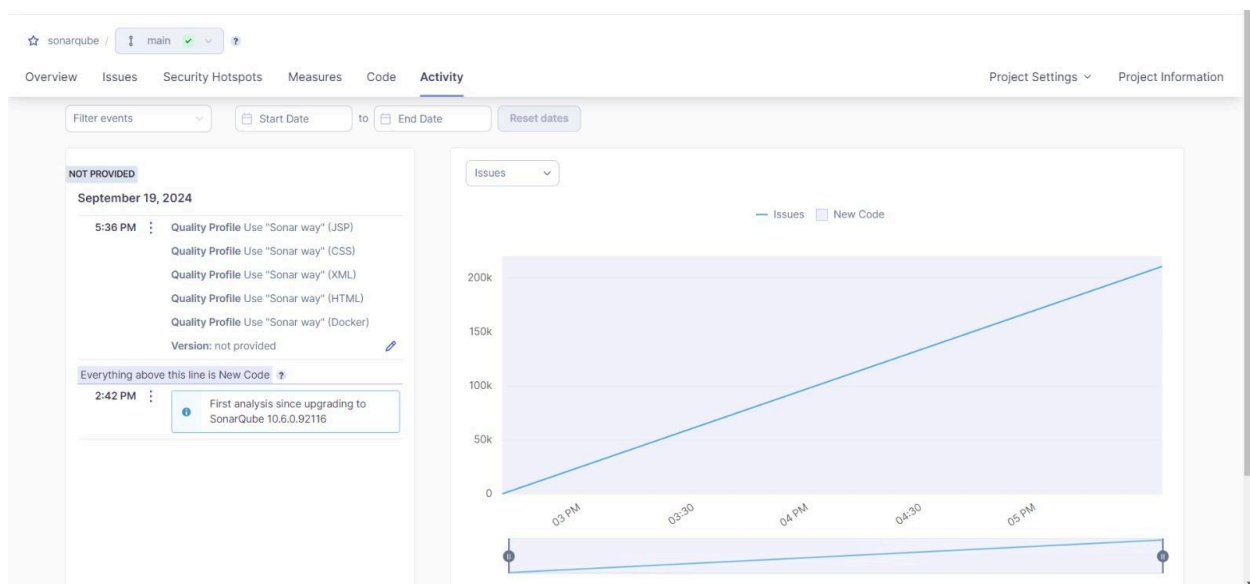 sonarqube / main ?
Overview Issues Security Hotspots Measures Code Activity Project Settings Project Information
Filter events Start Date to End Date Reset dates
NOT PROVIDED
September 19, 2024
5:36 PM Quality Profile Use "Sonar way" (JSP)
Quality Profile Use "Sonar way" (CSS)
Quality Profile Use "Sonar way" (XML)
Quality Profile Use "Sonar way" (HTML)
Quality Profile Use "Sonar way" (Docker)
Version: not provided
Everything above this line is New Code ?
2:42 PM First analysis since upgrading to
SonarQube 10.6.0.92116
Issues
Issues New Code
200k
150k
100k
50k
0
03 PM 03:30 04 PM 04:30 05 PM